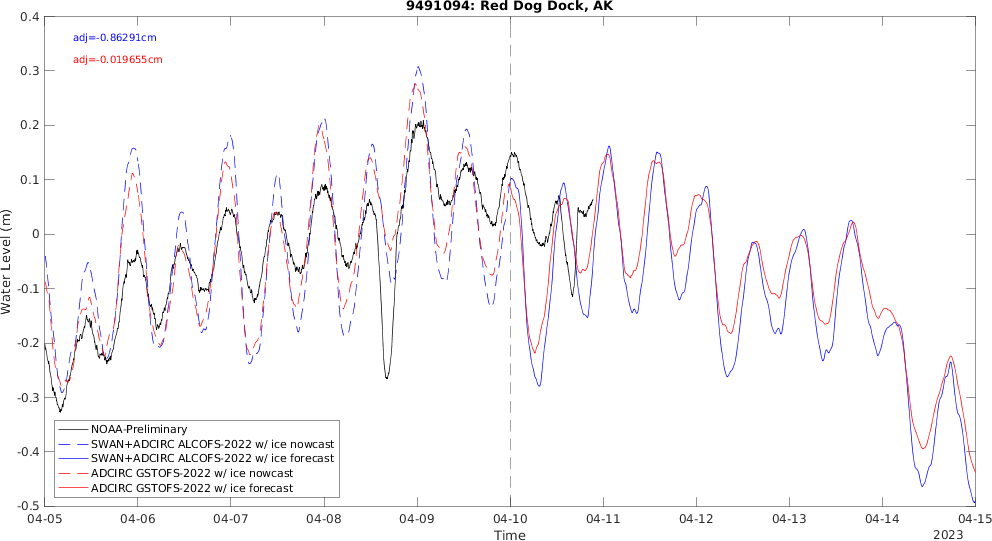 9491094: Red Dog Dock, AK
adj=-0.86291cm
adj=-0.019655cm
Water Level (m)
0.4
0.3
0.2
0.1
0
-0.1
-0.2
-0.3
-0.4
-0.5
NOAA-Preliminary
SWAN+ADCIRC ALCOFS-2022 w/ ice nowcast
SWAN+ADCIRC ALCOFS-2022 w/ ice forecast
ADCIRC GSTOFS-2022 w/ ice nowcast
ADCIRC GSTOFS-2022 w/ ice forecast
04-05 04-06 04-07 04-08 04-09 04-10 04-11 04-12 04-13 04-14 04-15
Time
2023